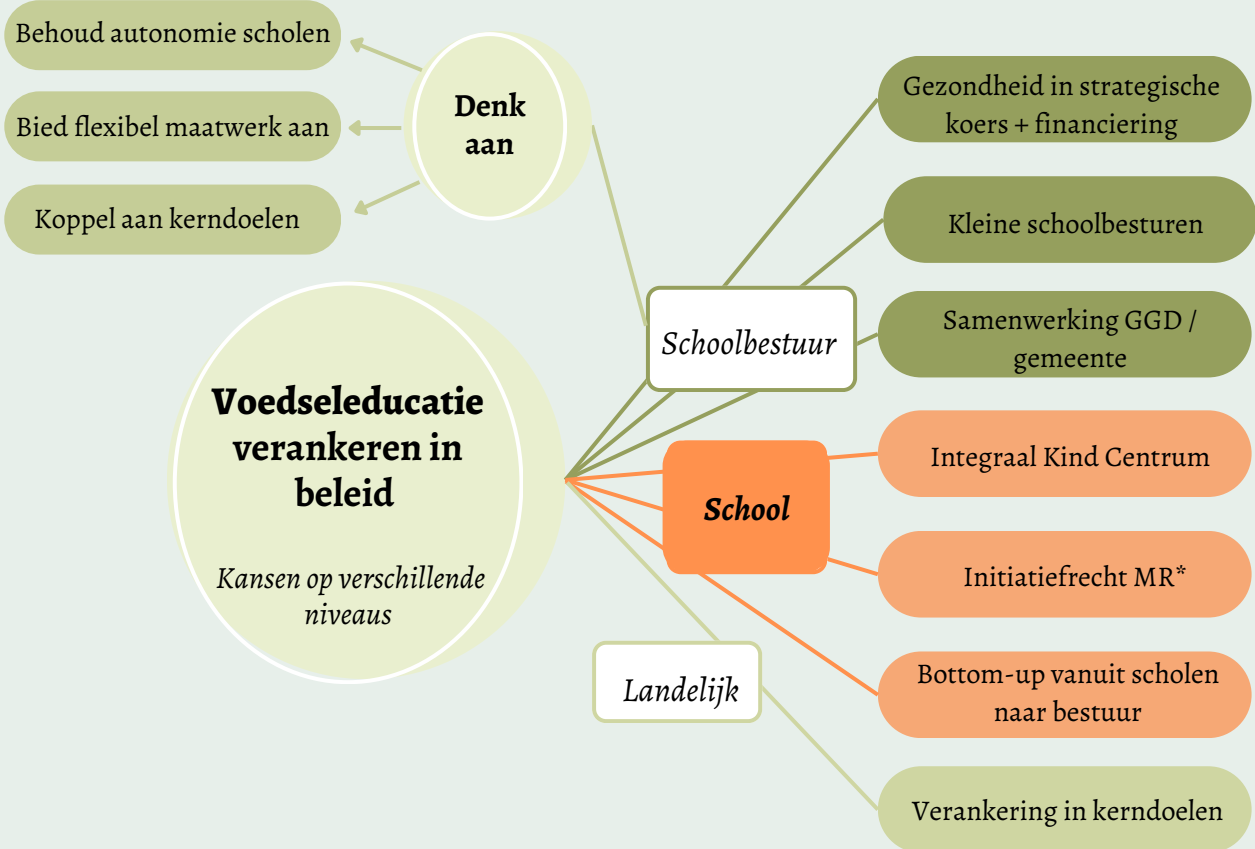 Behoud autonomie scholen
Bied flexibel maatwerk aan
Koppel aan kerndoelen
Denk
aan
Voedseleducatie
verankeren in
beleid
Kansen op verschillende
niveaus
Schoolbestuur
Gezondheid in strategische
koers + financiering
Kleine schoolbesturen
Samenwerking GGD /
gemeente
School
Integraal Kind Centrum
Initiatiefrecht MR*
Bottom-up vanuit scholen
naar bestuur
Landelijk
Verankering in kerndoelen